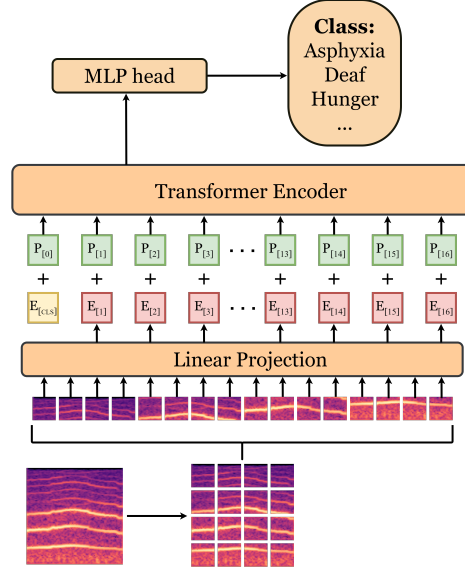 Class:
Asphyxia
Deaf
Hunger
...
MLP head
Transformer Encoder
P[0] P[1] P[2] P[3] ... P[13] P[14] P[15] P[16]
+ + + + + + + +
E[CLS] E[1] E[2] E[3] ... E[13] E[14] E[15] E[16]
Linear Projection